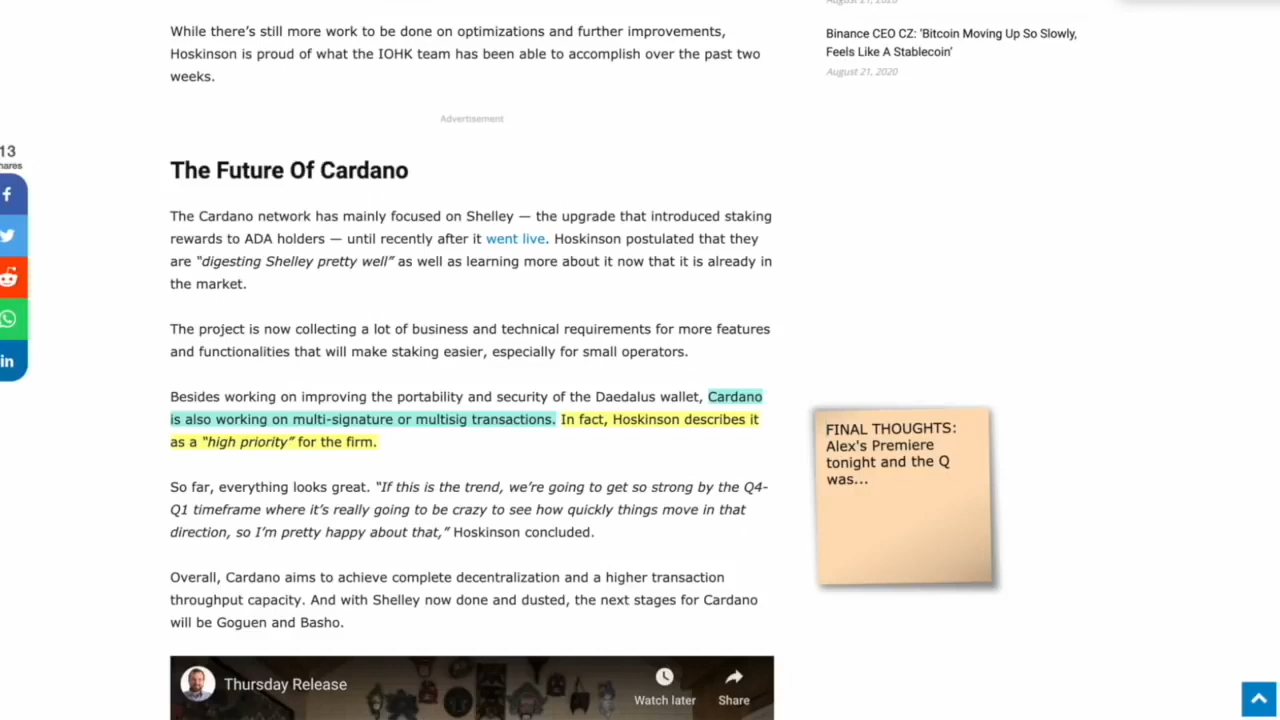 August 21, 2020
While there’s still more work to be done on optimizations and further improvements,
Hoskinson is proud of what the IOHK team has been able to accomplish over the past two
weeks.
Binance CEO CZ: ‘Bitcoin Moving Up So Slowly,
Feels Like A Stablecoin’
August 21, 2020
Advertisement
13
hares
The Future Of Cardano
The Cardano network has mainly focused on Shelley — the upgrade that introduced staking
rewards to ADA holders — until recently after it went live. Hoskinson postulated that they
are “digesting Shelley pretty well” as well as learning more about it now that it is already in
the market.
The project is now collecting a lot of business and technical requirements for more features
and functionalities that will make staking easier, especially for small operators.
Besides working on improving the portability and security of the Daedalus wallet, Cardano
is also working on multi-signature or multisig transactions. In fact, Hoskinson describes it
as a “high priority” for the firm.
So far, everything looks great. “If this is the trend, we’re going to get so strong by the Q4-
Q1 timeframe where it’s really going to be crazy to see how quickly things move in that
direction, so I’m pretty happy about that,” Hoskinson concluded.
Overall, Cardano aims to achieve complete decentralization and a higher transaction
throughput capacity. And with Shelley now done and dusted, the next stages for Cardano
will be Goguen and Basho.
FINAL THOUGHTS:
Alex's Premiere
tonight and the Q
was...
Thursday Release
Watch later
Share